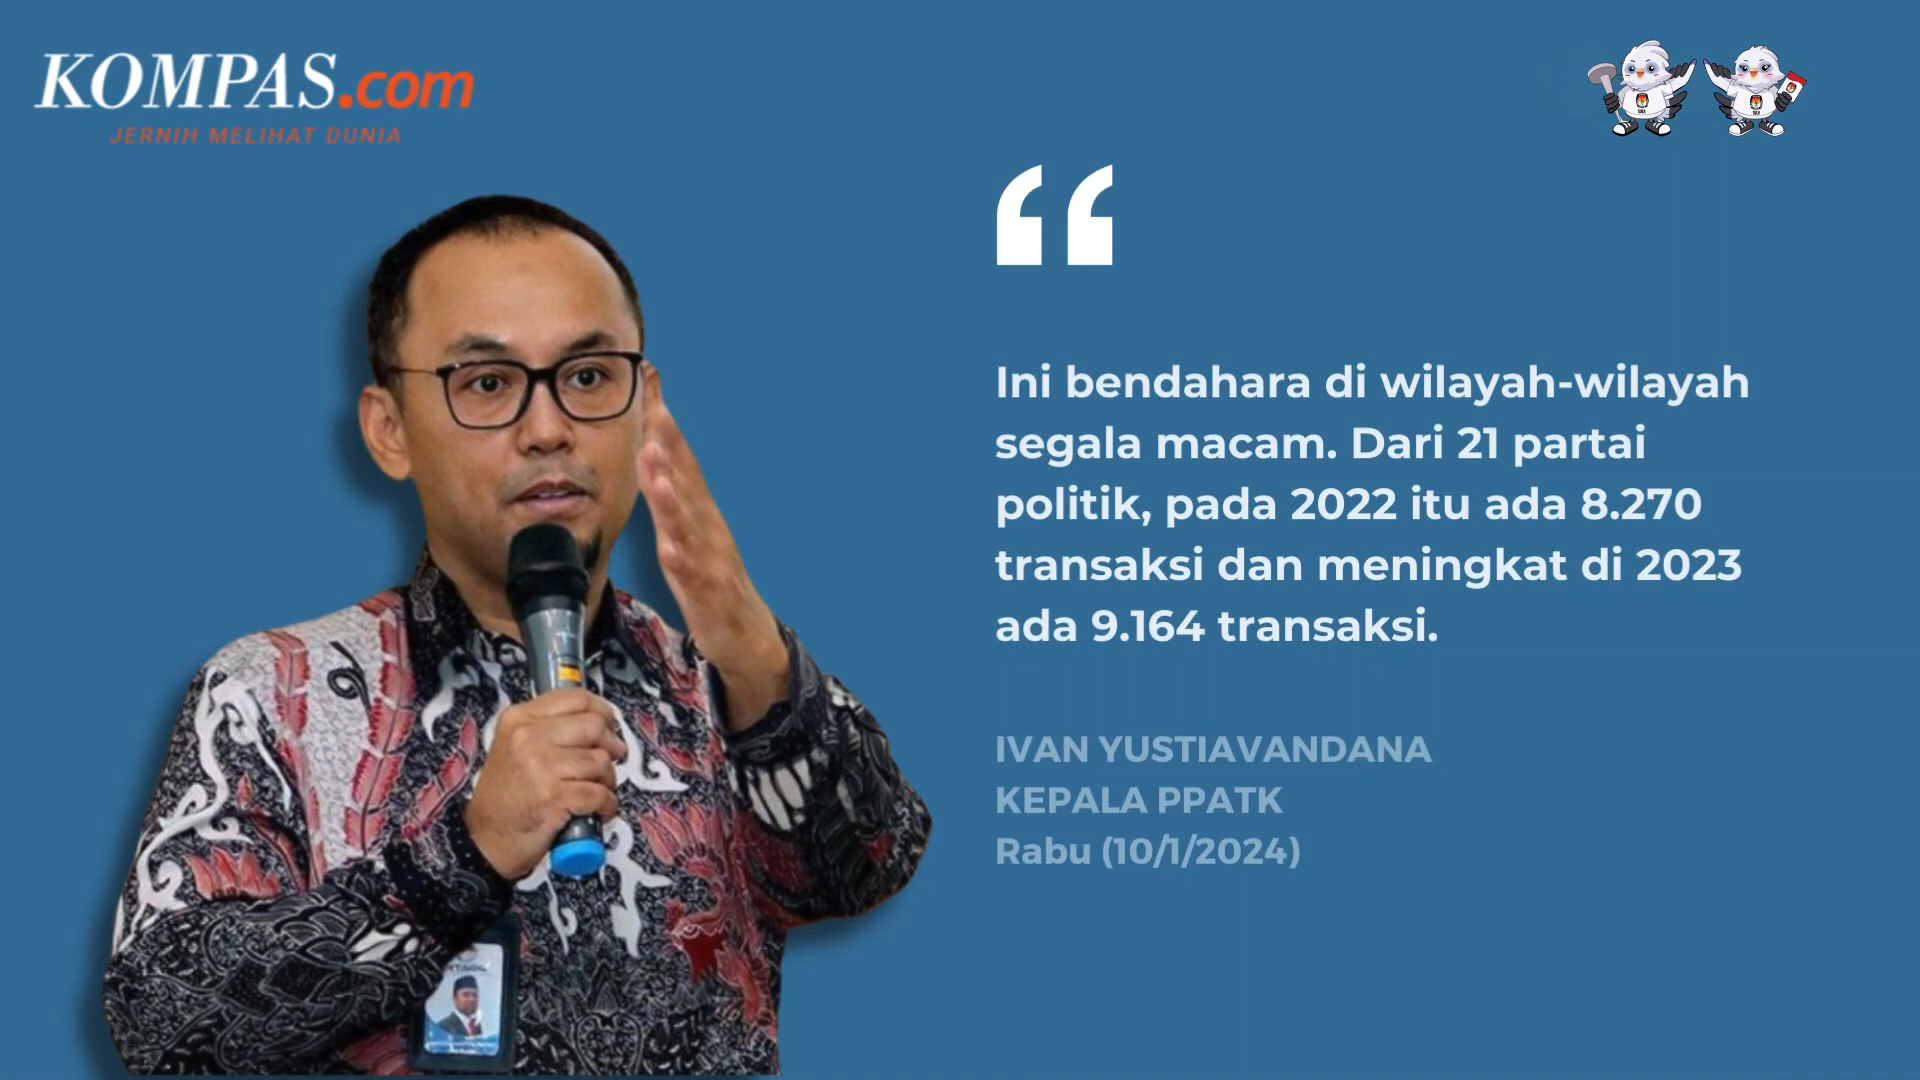 KOMPAS.com
JERNIH MELIHAT DUNIA
Ini bendahara di wilayah-wilayah
segala macam. Dari 21 partai
politik, pada 2022 itu ada 8.270
transaksi dan meningkat di 2023
ada 9.164 transaksi.
IVAN YUSTIAVANDANA
KEPALA PPATK
Rabu (10/1/2024)